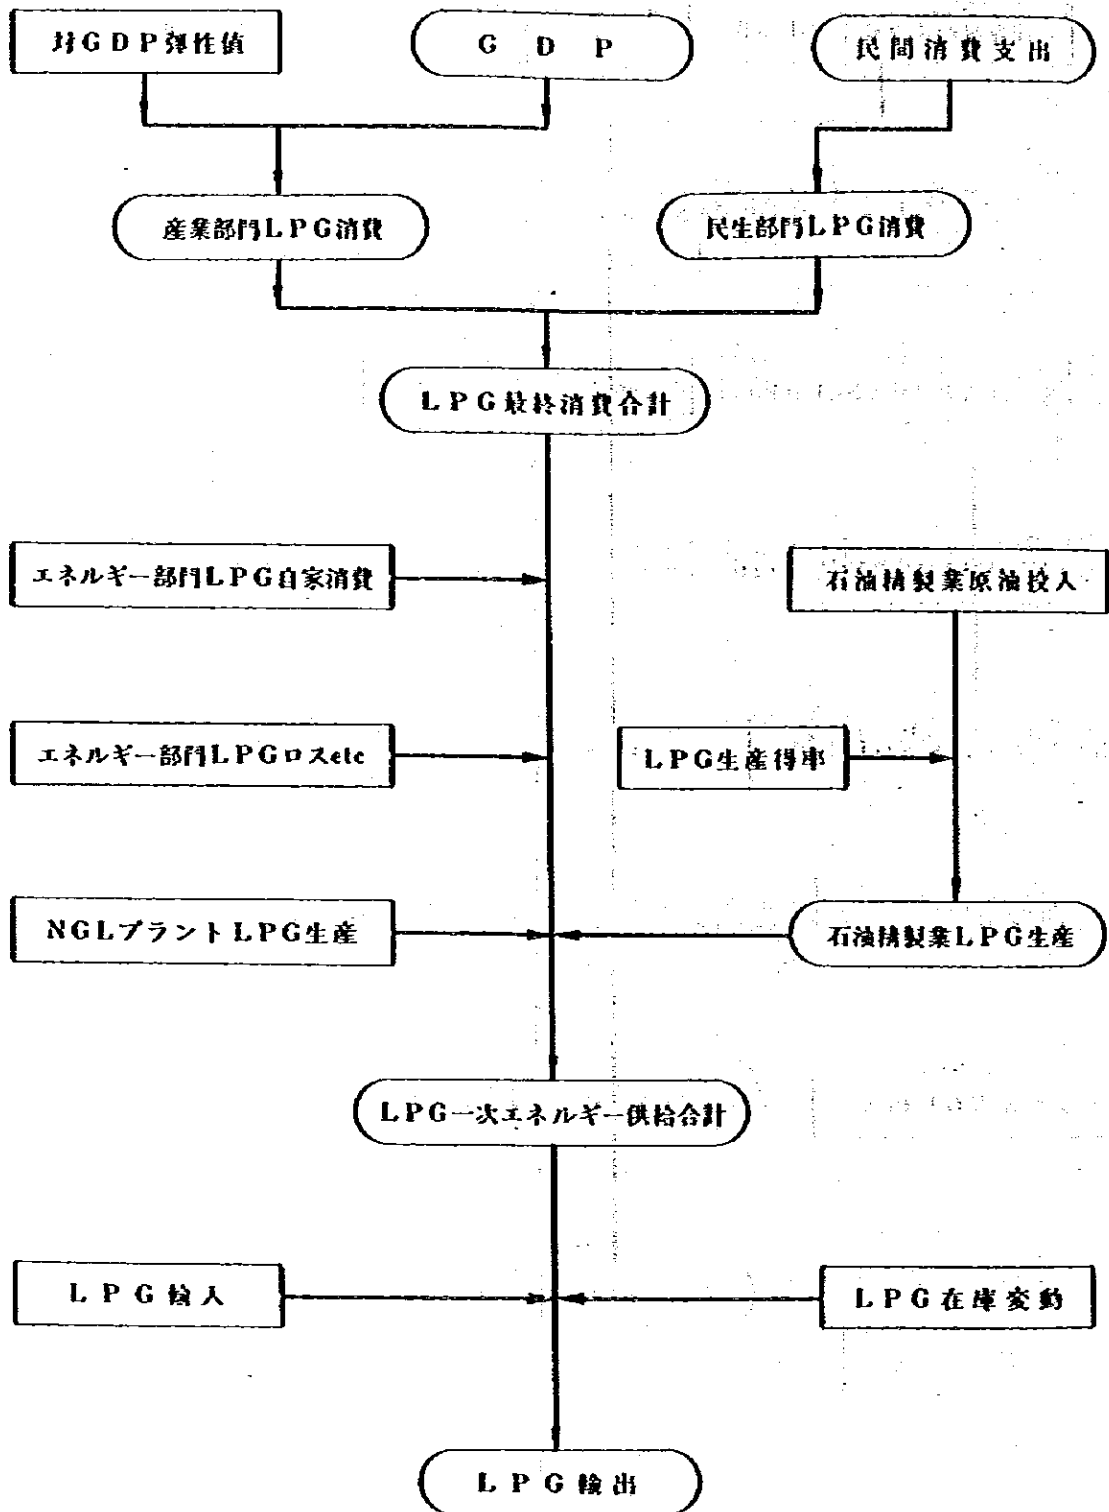 対GDP弾性値
GDP
民間消費支出
産業部門LPG消費
民生部門LPG消費
LPG最終消費合計
エネルギー部門LPG自家消費
石油精製業原油投入
エネルギー部門LPGロスetc
LPG生産得率
NGLプラントLPG生産
石油精製業LPG生産
LPG一次エネルギー供給合計
LPG輸入
LPG在庫変動
LPG輸出